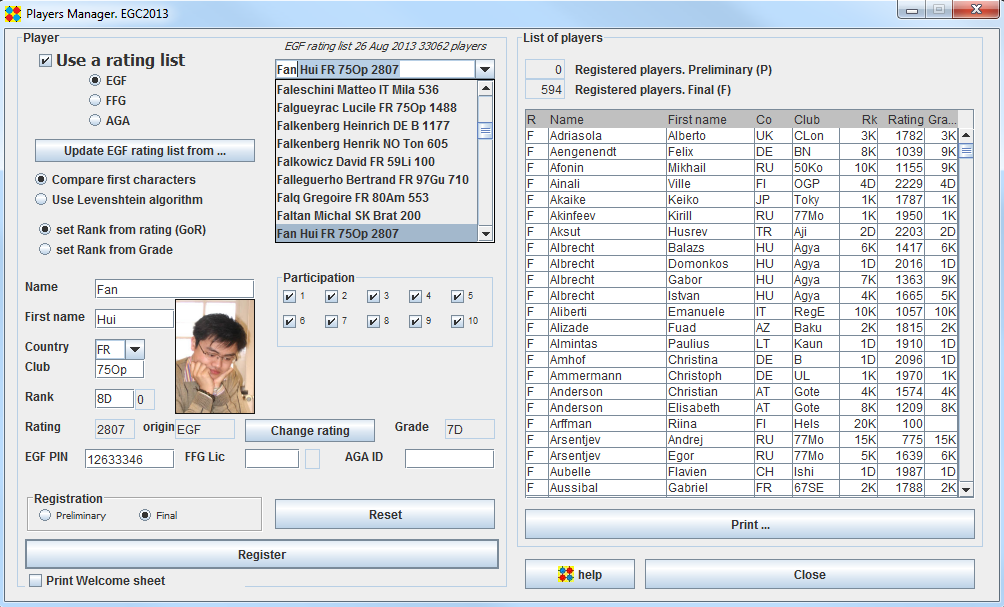 Players Manager. EGC2013
Player
Use a rating list
EGF
FFG
AGA
Update EGF rating list from ...
Compare first characters
Use Levenshtein algorithm
set Rank from rating (GoR)
set Rank from Grade
EGF rating list 26 Aug 2013 33062 players
Fan Hui FR 75Op 2807
Faleschini Matteo IT Mila 536
Falgueyrac Lucile FR 75Op 1488
Falkenberg Heinrich DE B 1177
Falkenberg Henrik NO Ton 605
Falkowicz David FR 59Li 100
Falleguerho Bertrand FR 97Gu 710
Falq Gregoire FR 80Am 553
Faltan Michal SK Brat 200
Fan Hui FR 75Op 2807
Name Fan
First name Hui
Country FR
Club 75Op
Rank 8D 0
Participation
1 2 3 4 5
6 7 8 9 10
Rating 2807 origin EGF Change rating Grade 7D
EGF PIN 12633346 FFG Lic AGA ID
Registration
Preliminary Final
Reset
Register
Print Welcome sheet
List of players
0 Registered players. Preliminary (P)
594 Registered players. Final (F)
R Name First name Co Club Rk Rating Gra...
F Adriasola Alberto UK CLon 3K 1782 3K
F Aengenendt Felix DE BN 8K 1039 9K
F Afonin Mikhail RU 50Ko 10K 1155 9K
F Ainali Ville FI OGP 4D 2229 4D
F Akaike Keiko JP Toky 1K 1787 1K
F Akinfeev Kirill RU 77Mo 1K 1950 1K
F Aksut Husrev TR Aji 2D 2203 2D
F Albrecht Balazs HU Agya 6K 1417 6K
F Albrecht Domonkos HU Agya 1D 2016 1D
F Albrecht Gabor HU Agya 7K 1363 9K
F Albrecht Istvan HU Agya 4K 1665 5K
F Aliberti Emanuele IT RegE 10K 1057 10K
F Alizade Fuad AZ Baku 2K 1815 2K
F Almintas Paulius LT Kaun 1D 1910 1D
F Amhof Christina DE B 1D 2096 1D
F Ammermann Christoph DE UL 1K 1970 1K
F Anderson Christian AT Gote 4K 1574 4K
F Anderson Elisabeth AT Gote 8K 1209 8K
F Arffman Riina FI Hels 20K 100
F Arsentjev Andrej RU 77Mo 15K 775 15K
F Arsentjev Egor RU 77Mo 5K 1639 6K
F Aubelle Flavien CH Ishi 1D 1987 1D
F Aussibal Gabriel FR 67SE 2K 1788 2K
Print ...
help
Close